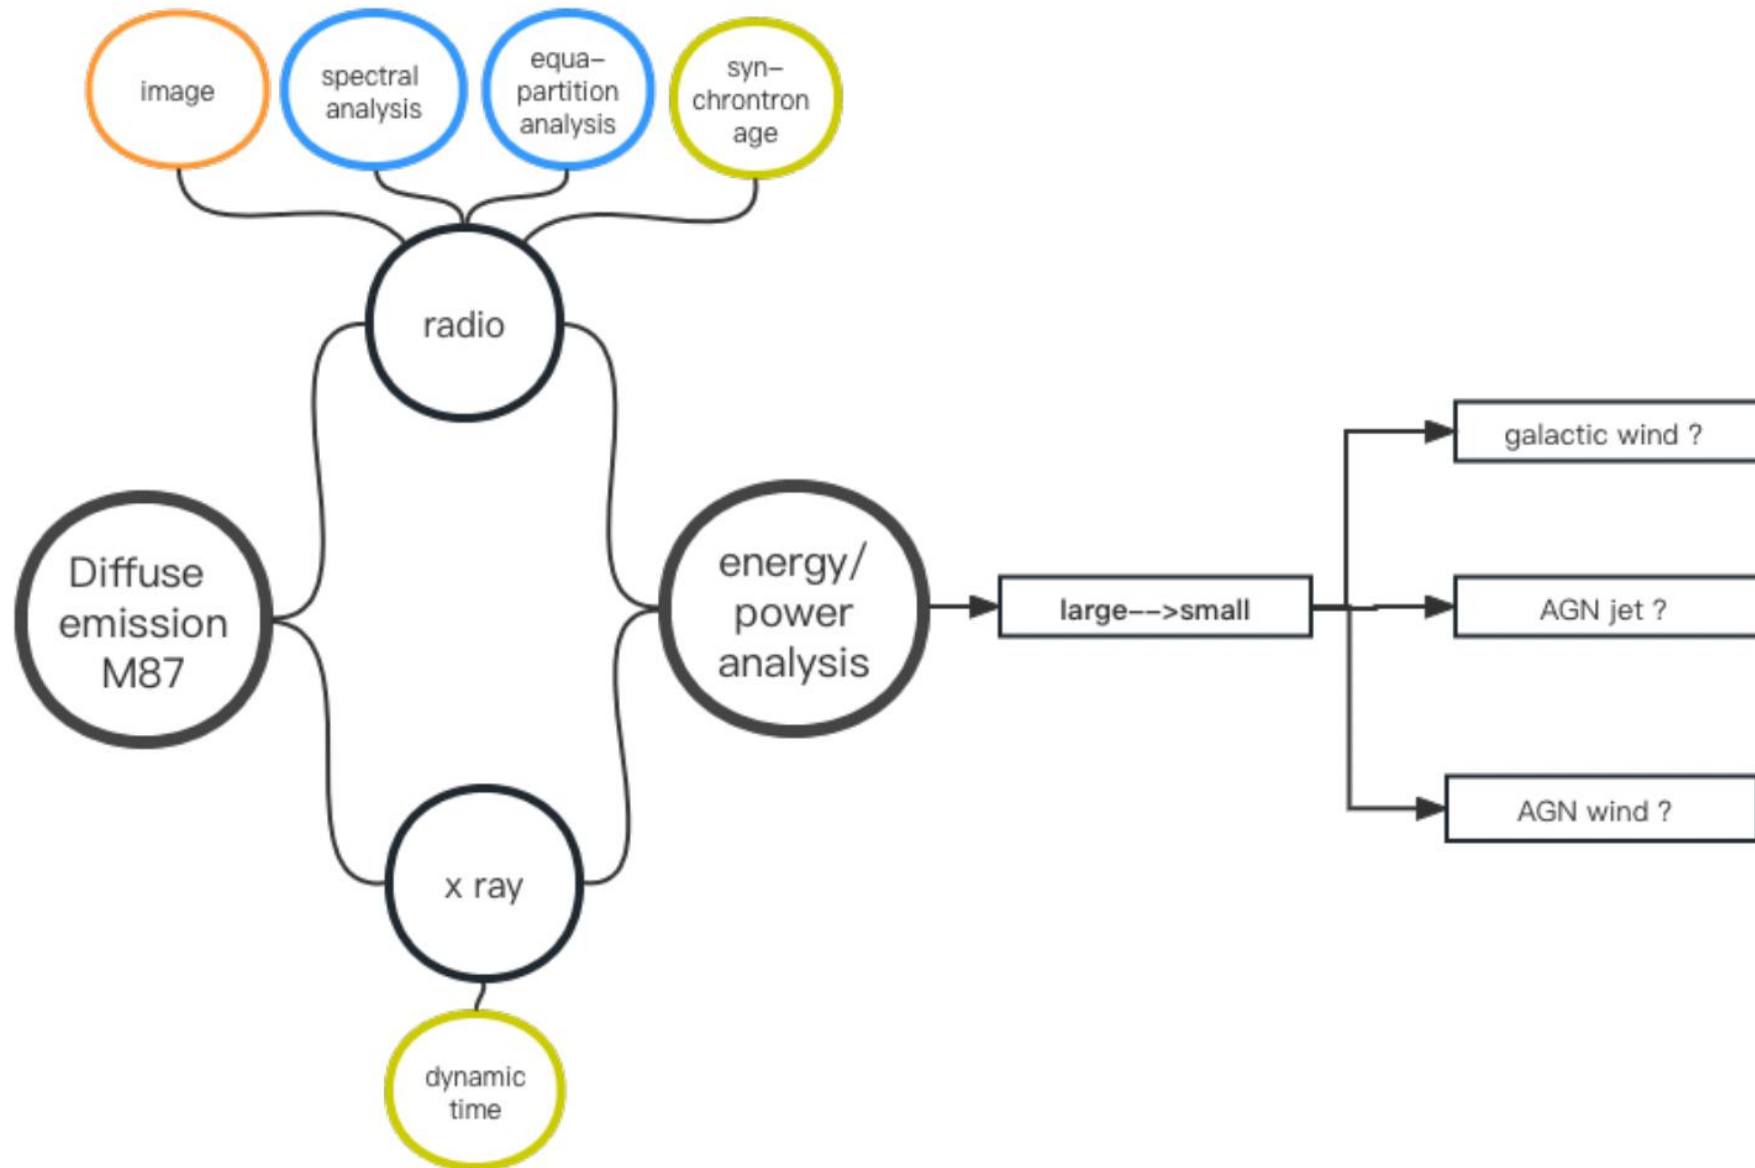 image
spectral
analysis
equa-
partition
analysis
syn-
chrontron
age
radio
Diffuse
emission
M87
energy/
power
analysis
large-->small
galactic wind ?
AGN jet ?
AGN wind ?
x ray
dynamic
time